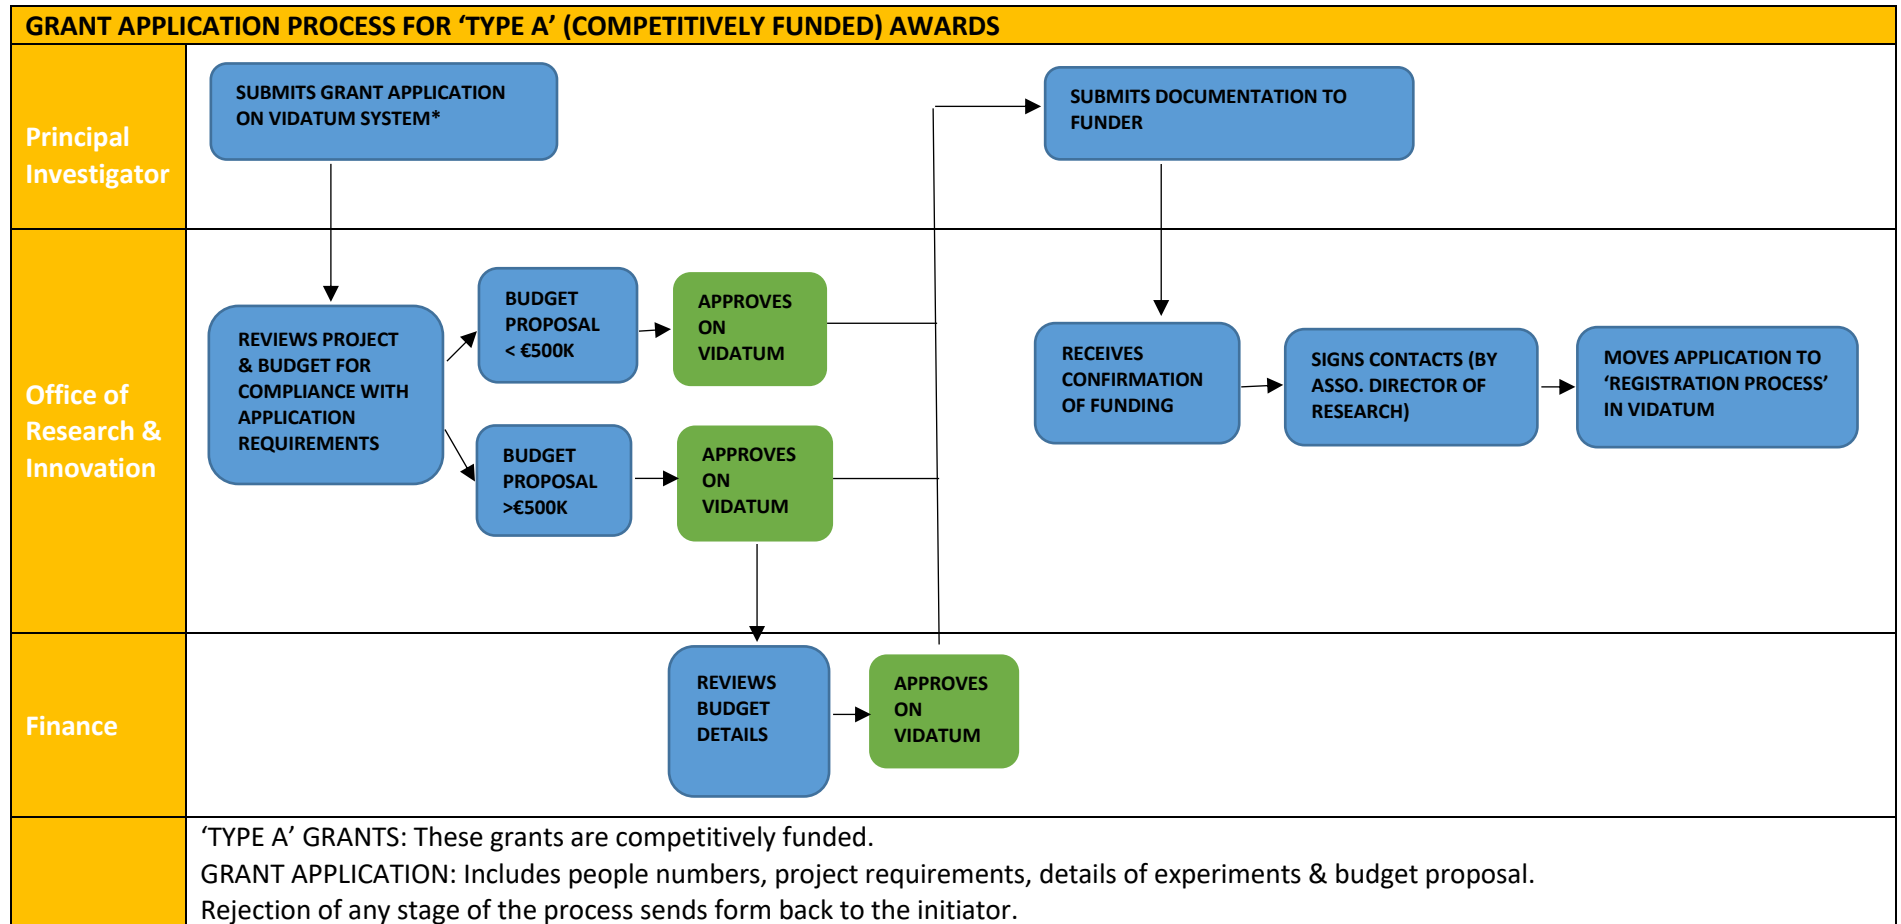 GRANT APPLICATION PROCESS FOR ‘TYPE A’ (COMPETITIVELY FUNDED) AWARDS
Principal
Investigator
SUBMITS GRANT APPLICATION
ON VIDATUM SYSTEM*
SUBMITS DOCUMENTATION TO
FUNDER
Office of
Research &
Innovation
REVIEWS PROJECT
& BUDGET FOR
COMPLIANCE WITH
APPLICATION
REQUIREMENTS
BUDGET
PROPOSAL
< €500K
APPROVES
ON
VIDATUM
BUDGET
PROPOSAL
>€500K
APPROVES
ON
VIDATUM
RECEIVES
CONFIRMATION
OF FUNDING
SIGNS CONTACTS (BY
ASSO. DIRECTOR OF
RESEARCH)
MOVES APPLICATION TO
‘REGISTRATION PROCESS’
IN VIDATUM
Finance
REVIEWS
BUDGET
DETAILS
APPROVES
ON
VIDATUM
‘TYPE A’ GRANTS: These grants are competitively funded.
GRANT APPLICATION: Includes people numbers, project requirements, details of experiments & budget proposal.
Rejection of any stage of the process sends form back to the initiator.